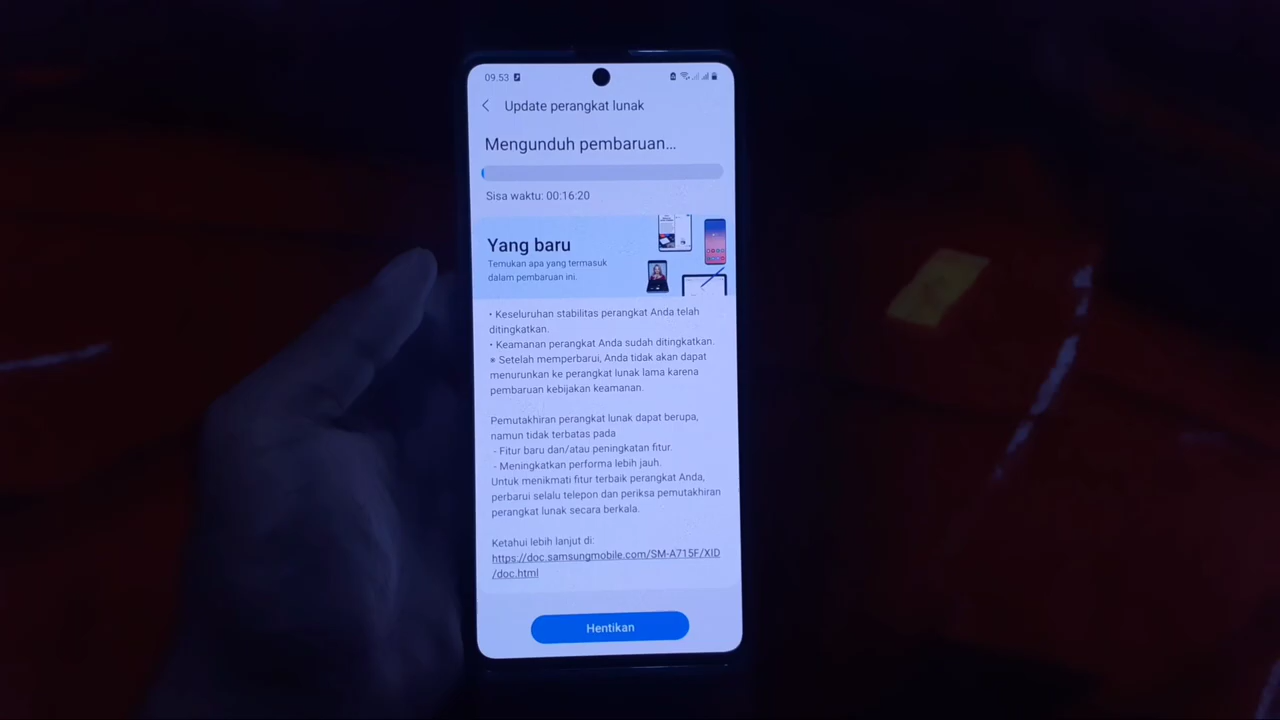 09.53
Update perangkat lunak
Mengunduh pembaruan...
Sisa waktu: 00:16:20
Yang baru
Temukan apa yang termasuk
dalam pembaruan ini.
• Keseluruhan stabilitas perangkat Anda telah
ditingkatkan.
• Keamanan perangkat Anda sudah ditingkatkan.
※ Setelah memperbarui, Anda tidak akan dapat
menurunkan ke perangkat lunak lama karena
pembaruan kebijakan keamanan.
Pemutakhiran perangkat lunak dapat berupa,
namun tidak terbatas pada
- Fitur baru dan/atau peningkatan fitur.
- Meningkatkan performa lebih jauh.
Untuk menikmati fitur terbaik perangkat Anda,
perbarui selalu telepon dan periksa pemutakhiran
perangkat lunak secara berkala.
Ketahui lebih lanjut di:
https://doc.samsungmobile.com/SM-A715F/XID
/doc.html
Hentikan